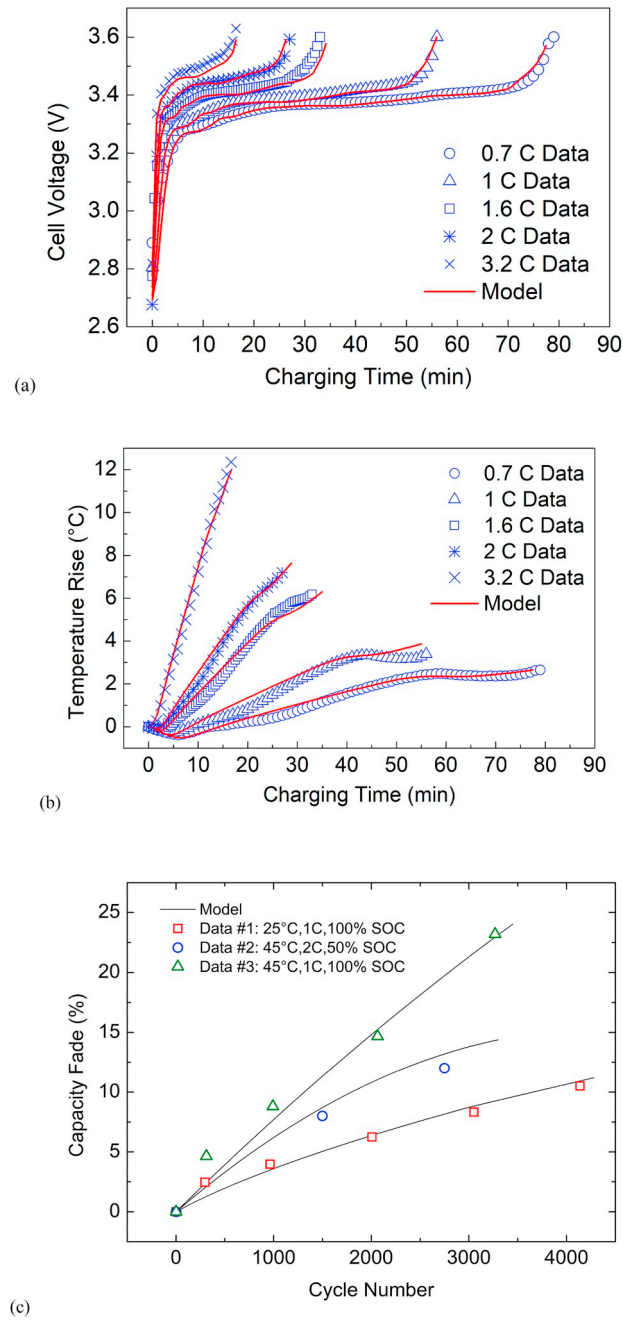 3.6
3.4
3.2
3.0
2.8
2.6
Cell Voltage (V)
0.7 C Data
1 C Data
1.6 C Data
2 C Data
3.2 C Data
Model
0 10 20 30 40 50 60 70 80 90
Charging Time (min)
(a)
12
10
8
6
4
2
0
Temperature Rise (°C)
0.7 C Data
1 C Data
1.6 C Data
2 C Data
3.2 C Data
Model
0 10 20 30 40 50 60 70 80 90
Charging Time (min)
(b)
25
20
15
10
5
0
Capacity Fade (%)
Model
Data #1: 25°C,1C,100% SOC
Data #2: 45°C,2C,50% SOC
Data #3: 45°C,1C,100% SOC
0 1000 2000 3000 4000
Cycle Number
(c)